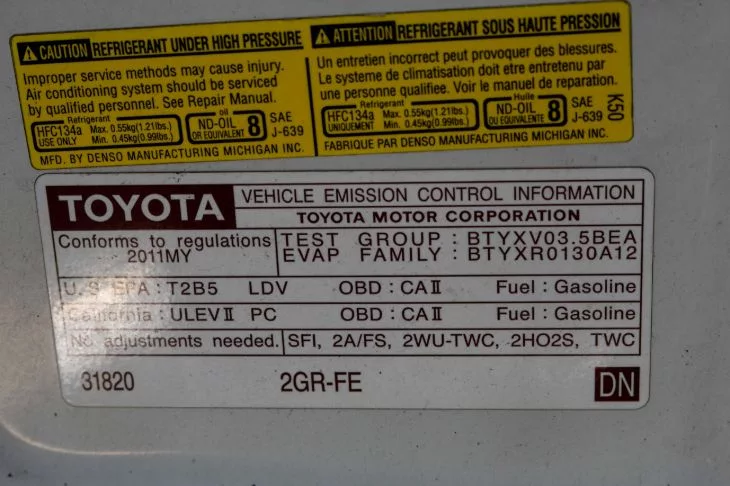 CAUTION REFRIGERANT UNDER HIGH PRESSURE
Improper service methods may cause injury.
Air conditioning system should be serviced
by qualified personnel. See Repair Manual.
Refrigerant
HFC134a
USE ONLY
Max. 0.55kg(1.21lbs.)
Min. 0.45kg(0.99lbs.)
oil
ND-OIL 8
OR EQUIVALENT
SAE
J-639
MFD. BY DENSO MANUFACTURING MICHIGAN INC.
ATTENTION REFRIGERANT SOUS HAUTE PRESSION
Un entretien incorrect peut provoquer des blessures.
Le systeme de climatisation doit etre entretenu par
une personne qualifiee. Voir le manuel de reparation.
Refrigerant
HFC134a
UNIQUEMENT
Max. 0.55kg(1.21lbs.)
Min. 0.45kg(0.99lbs.)
Huile
ND-OIL 8
OU EQUIVALENTE
SAE
J-639
K50
FABRIQUE PAR DENSO MANUFACTURING MICHIGAN INC.
TOYOTA
VEHICLE EMISSION CONTROL INFORMATION
TOYOTA MOTOR CORPORATION
Conforms to regulations
2011MY
TEST GROUP : BTYXV03.5BEA
EVAP FAMILY : BTYXR0130A12
U.S EPA : T2B5 LDV OBD : CAⅡ Fuel : Gasoline
California : ULEVⅡ PC OBD : CAⅡ Fuel : Gasoline
No adjustments needed. SFI, 2A/FS, 2WU-TWC, 2HO2S, TWC
31820 2GR-FE DN